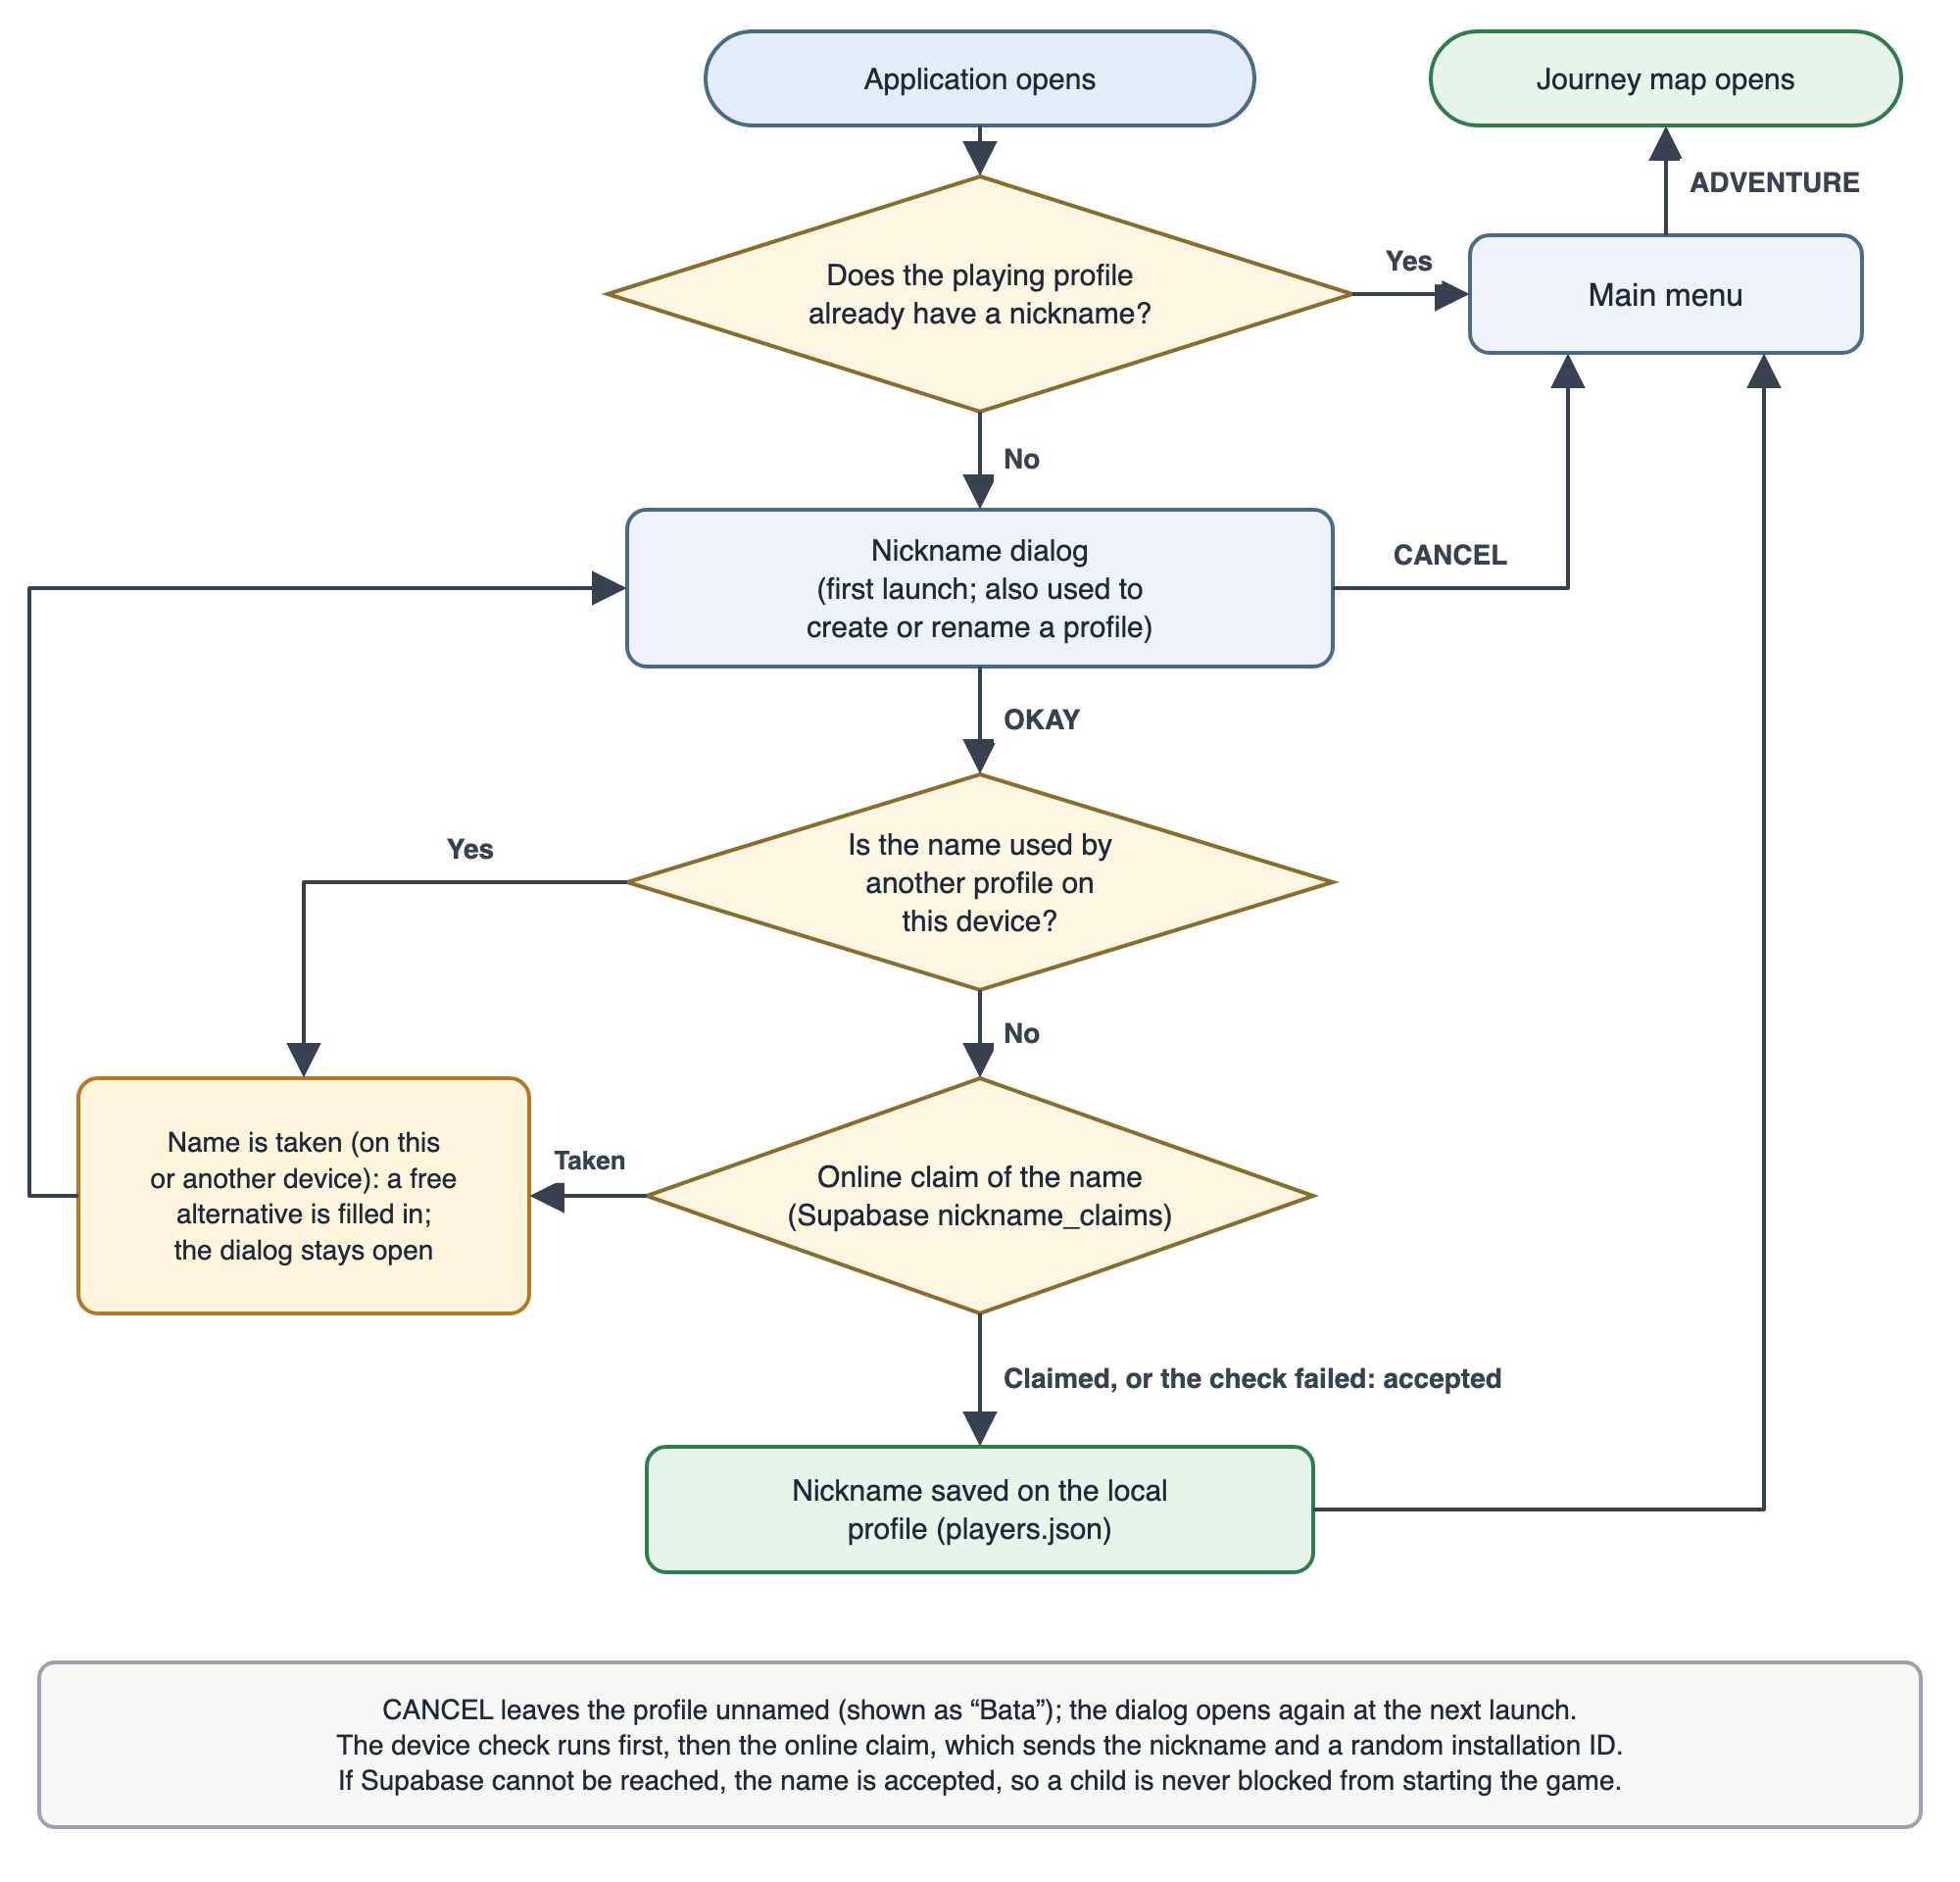 Application opens
Journey map opens
ADVENTURE
Does the playing profile
already have a nickname?
Yes
Main menu
No
Nickname dialog
(first launch; also used to
create or rename a profile)
CANCEL
OKAY
Is the name used by
another profile on
this device?
Yes
No
Name is taken (on this
or another device): a free
alternative is filled in;
the dialog stays open
Taken
Online claim of the name
(Supabase nickname_claims)
Claimed, or the check failed: accepted
Nickname saved on the local
profile (players.json)
CANCEL leaves the profile unnamed (shown as “Bata”); the dialog opens again at the next launch.
The device check runs first, then the online claim, which sends the nickname and a random installation ID.
If Supabase cannot be reached, the name is accepted, so a child is never blocked from starting the game.